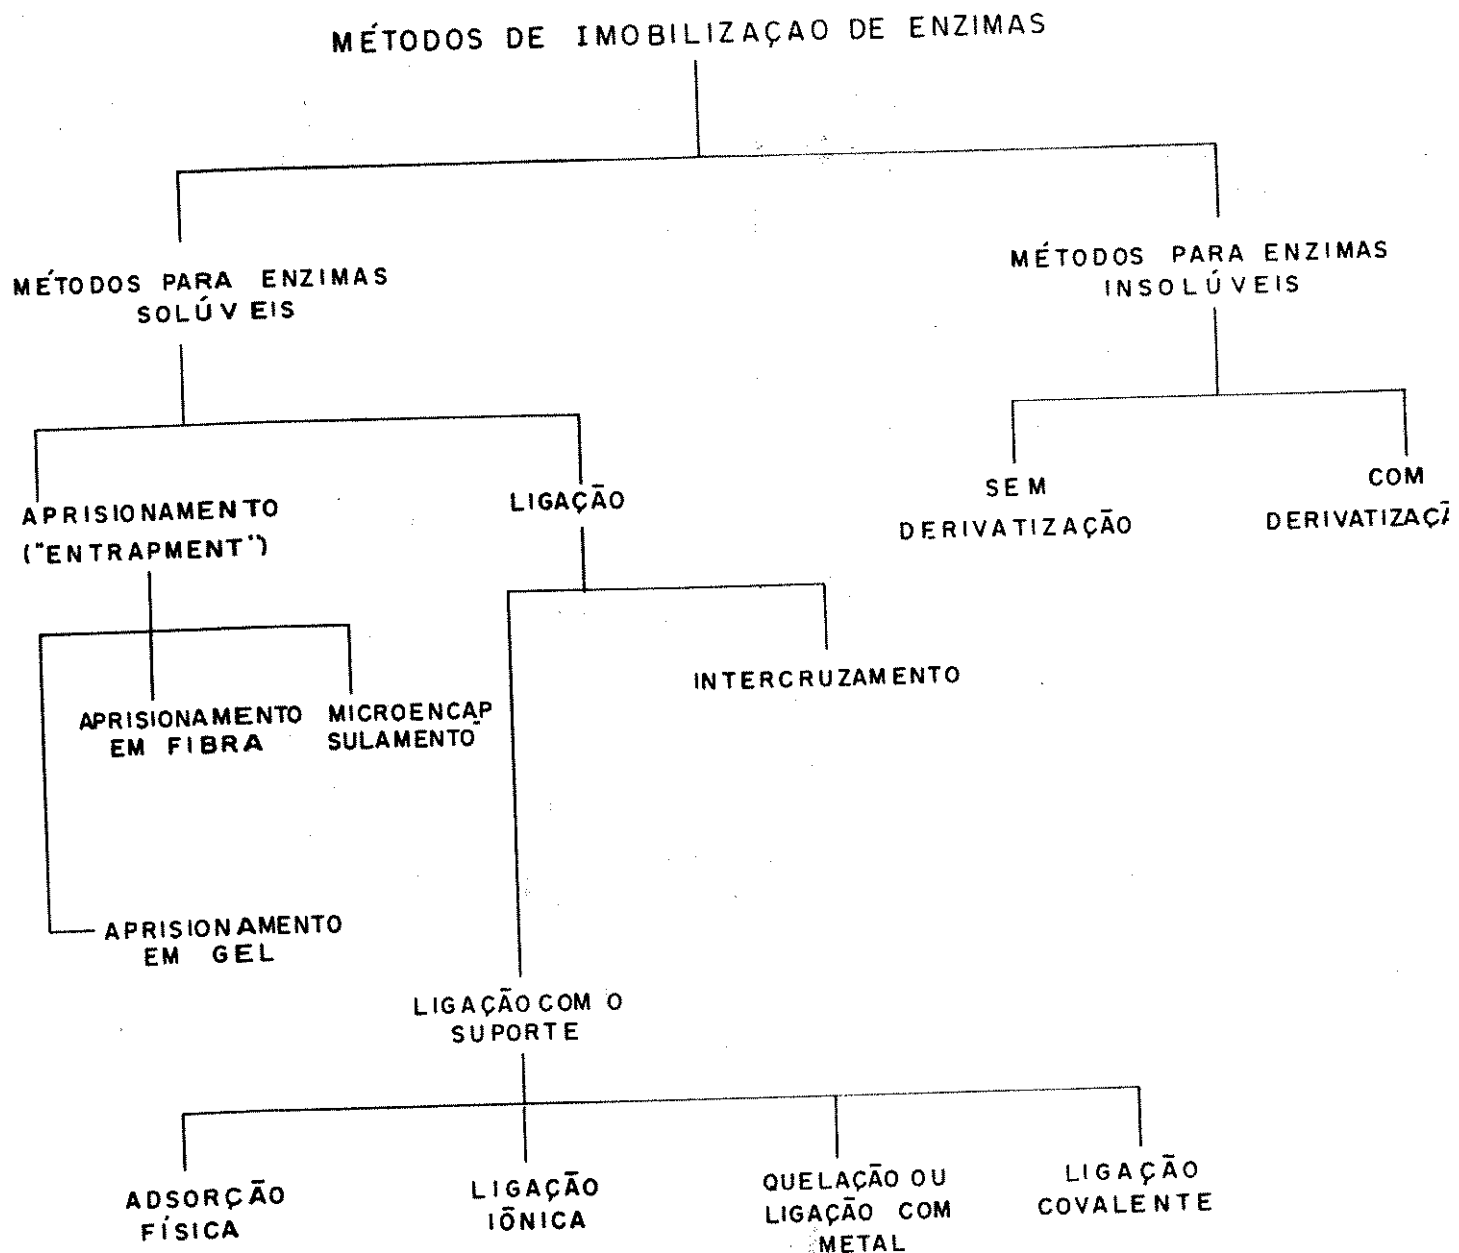 MÉTODOS DE IMOBILIZAÇAO DE ENZIMAS
MÉTODOS PARA ENZIMAS
SOLÚVEIS
MÉTODOS PARA ENZIMAS
INSOLÚVEIS
APRISIONAMENTO
("ENTRAPMENT")
LIGAÇÃO
SEM
DERIVATIZAÇÃO
COM
DERIVATIZAÇÃ
INTERCRUZAMENTO
APRISIONAMENTO
EM FIBRA
MICROENCAP
SULAMENTO
APRISIONAMENTO
EM GEL
LIGAÇÃO COM O
SUPORTE
ADSORÇÃO
FÍSICA
LIGAÇÃO
IÔNICA
QUELAÇÃO OU
LIGAÇÃO COM
METAL
LIGAÇÃO
COVALENTE